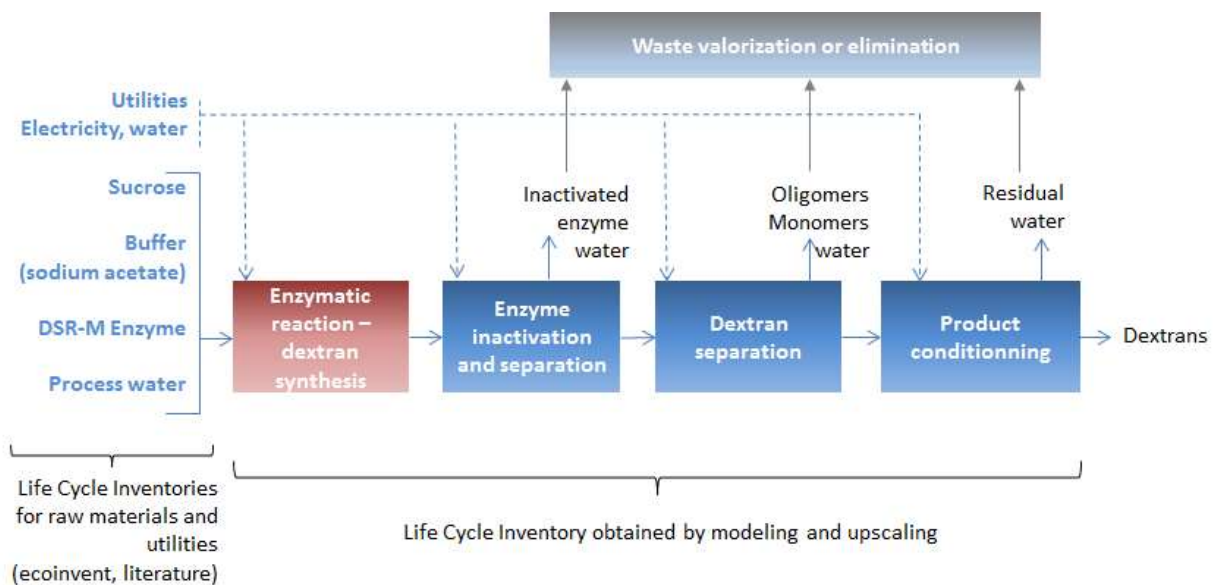 Waste valorization or elimination
Utilities
Electricity, water
Sucrose
Buffer
(sodium acetate)
DSR-M Enzyme
Process water
Inactivated
enzyme
water
Oligomers
Monomers
water
Residual
water
Enzymatic
reaction –
dextran
synthesis
Enzyme
inactivation
and separation
Dextran
separation
Product
conditionning
Dextrans
Life Cycle Inventories
for raw materials and
utilities
(ecoinvent, literature)
Life Cycle Inventory obtained by modeling and upscaling